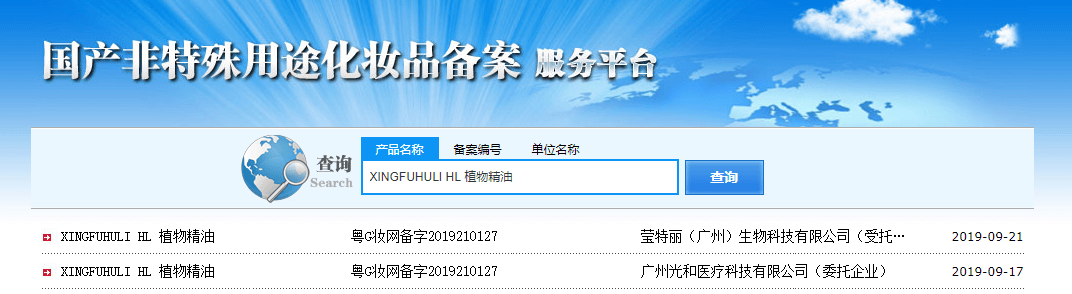 国产非特殊用途化妆品备案 服务平台
产品名称 备案编号 单位名称
查询
Search
XINGFUHULI HL 植物精油
查询
XINGFUHULI HL 植物精油 粤G妆网备字2019210127 莹特丽（广州）生物科技有限公司（受托… 2019-09-21
XINGFUHULI HL 植物精油 粤G妆网备字2019210127 广州光和医疗科技有限公司（委托企业） 2019-09-17